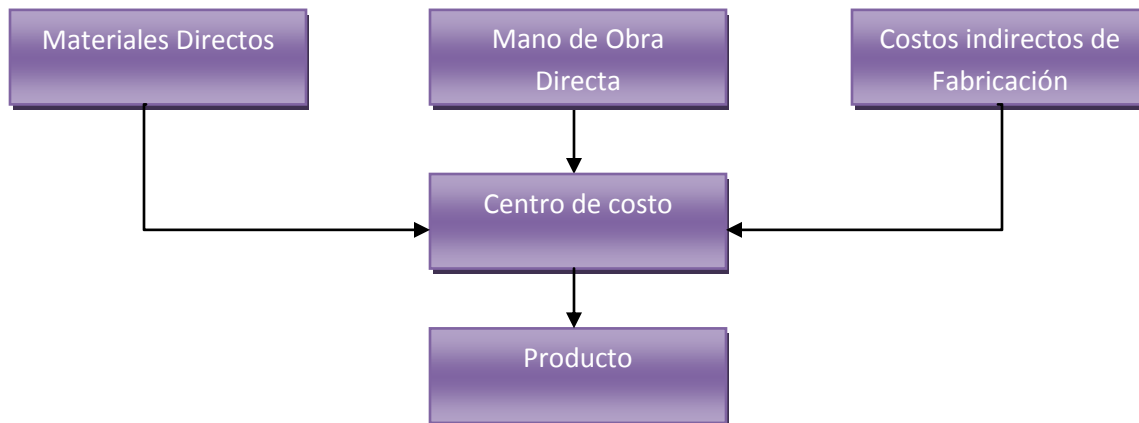 Materiales Directos
Mano de Obra
Directa
Costos indirectos de
Fabricación
Centro de costo
Producto